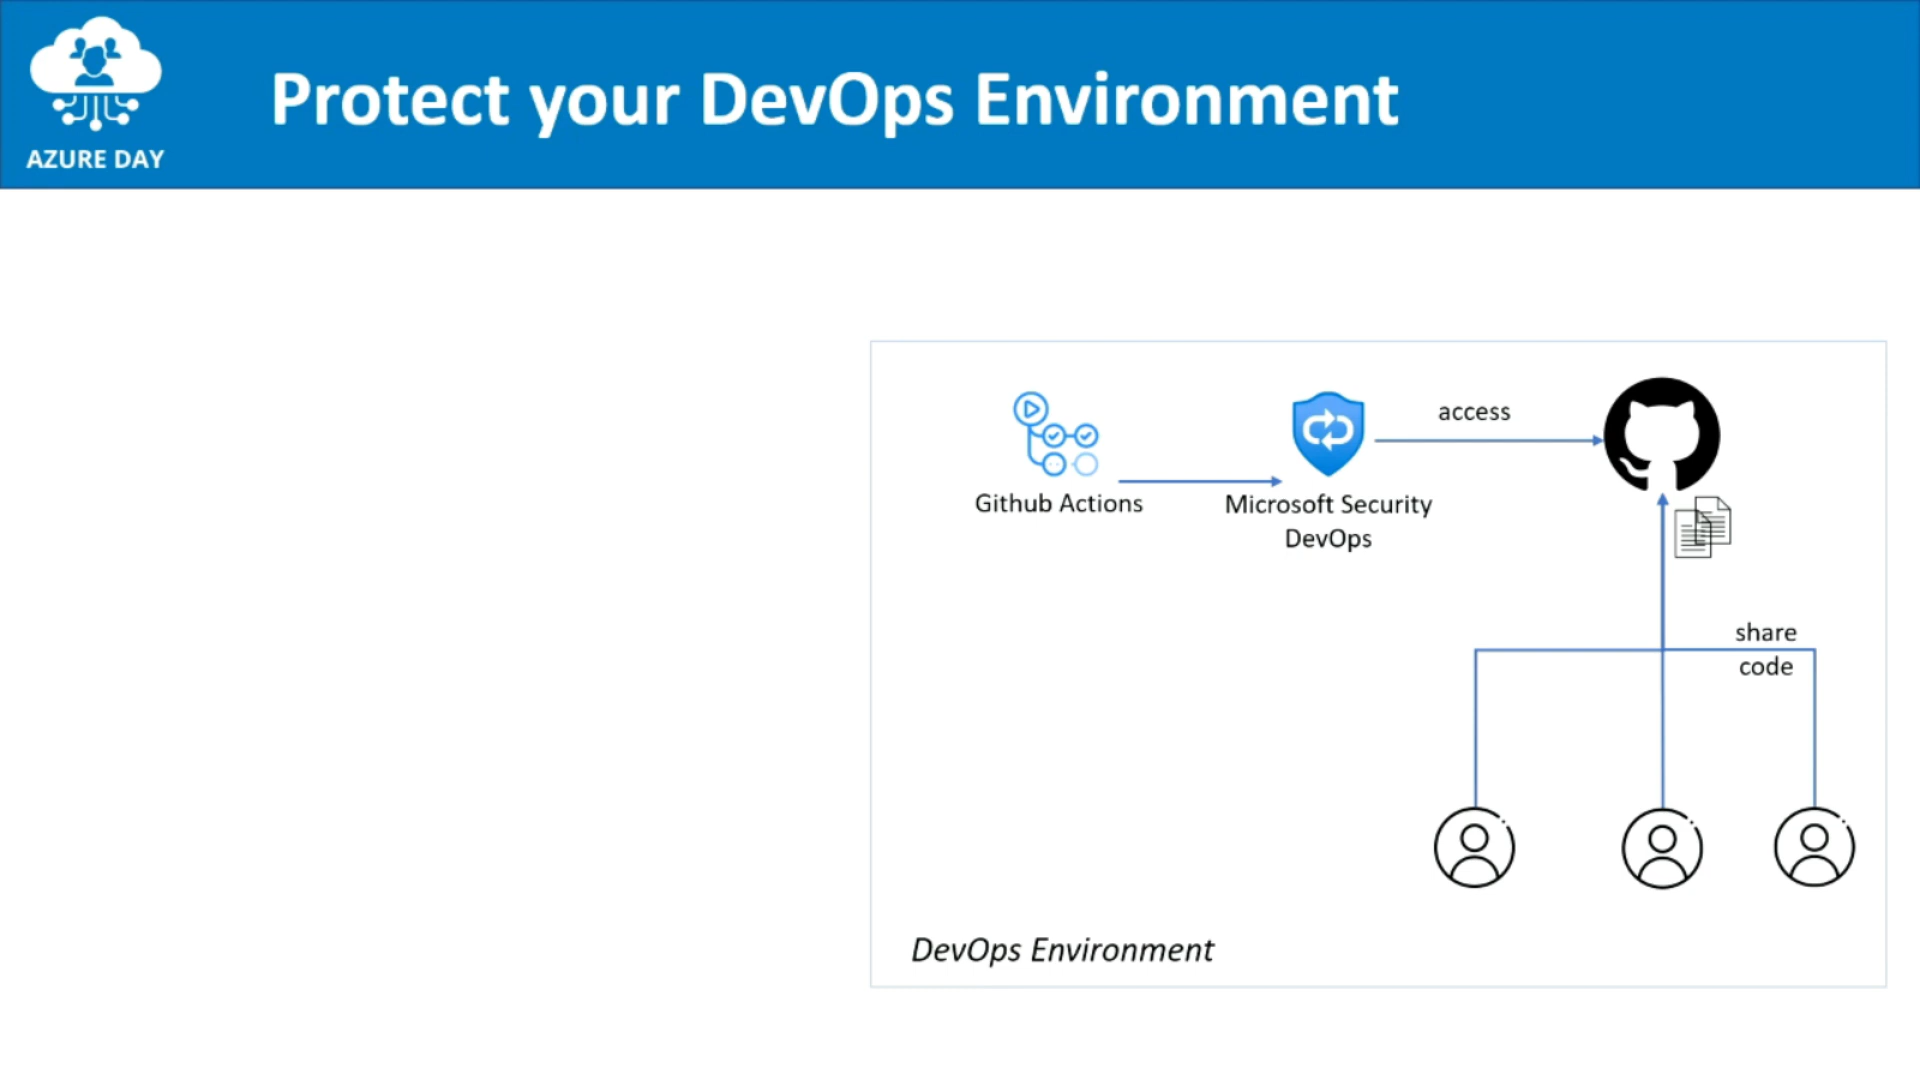 AZURE DAY
Protect your DevOps Environment
Github Actions
Microsoft Security
DevOps
access
share
code
DevOps Environment